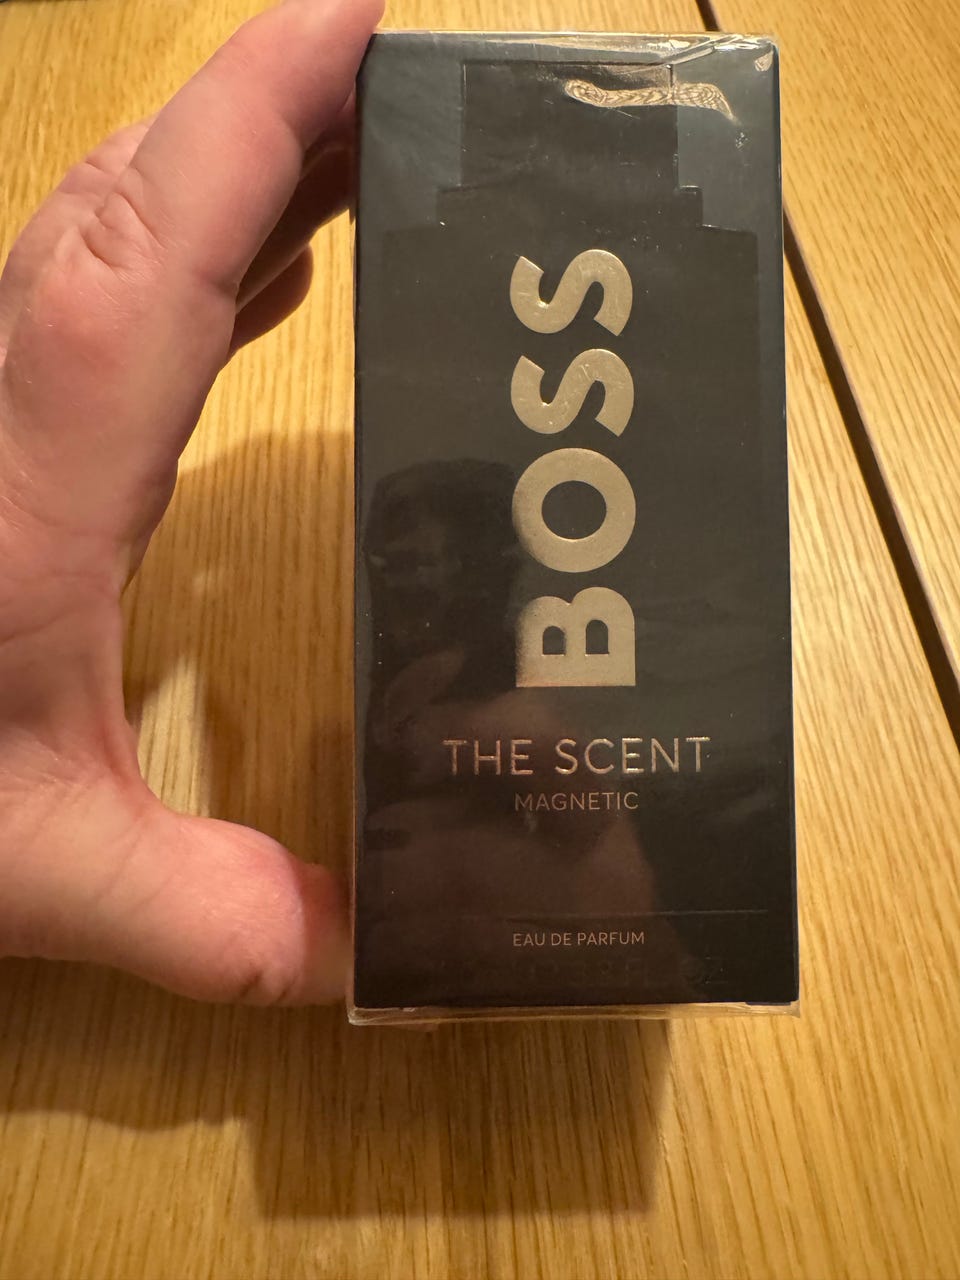 BOSS
THE SCENT
MAGNETIC
EAU DE PARFUM